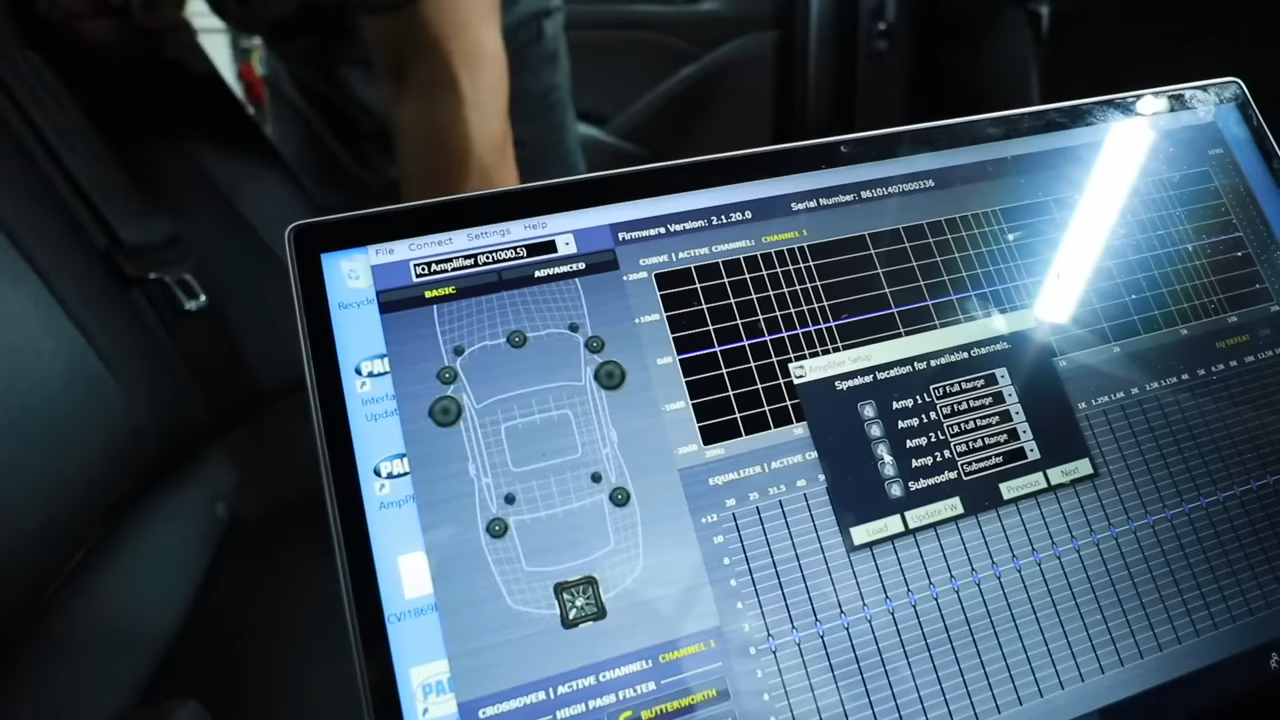 File Connect Settings Help
IQ Amplifier (IQ1000.5)
BASIC ADVANCED
Firmware Version: 2.1.20.0 Serial Number: 86101407000336
CURVE | ACTIVE CHANNEL: CHANNEL 1
+20dB
+10dB
0dB
-10dB
-20dB
20Hz 50
1k 2k 5k 10k
LEVEL
Recycle
PAC
Interfa
Updat
PAC
AmpP
CVJ1869
PAC
Amplifier Setup
Speaker location for available channels.
Amp 1 L LF Full Range
Amp 1 R RF Full Range
Amp 2 L LR Full Range
Amp 2 R RR Full Range
Subwoofer Subwoofer
Load Update FW Previous Next
EQ DEFEAT
EQUALIZER | ACTIVE CH
20 25 31.5 40
1K 1.25K 1.6K 2K 2.5K 3.15K 4K 5K 6.3K 8K 10K 12.5K
+12
10
8
6
4
2
0
CROSSOVER | ACTIVE CHANNEL: CHANNEL 1
HIGH PASS FILTER
BUTTERWORTH